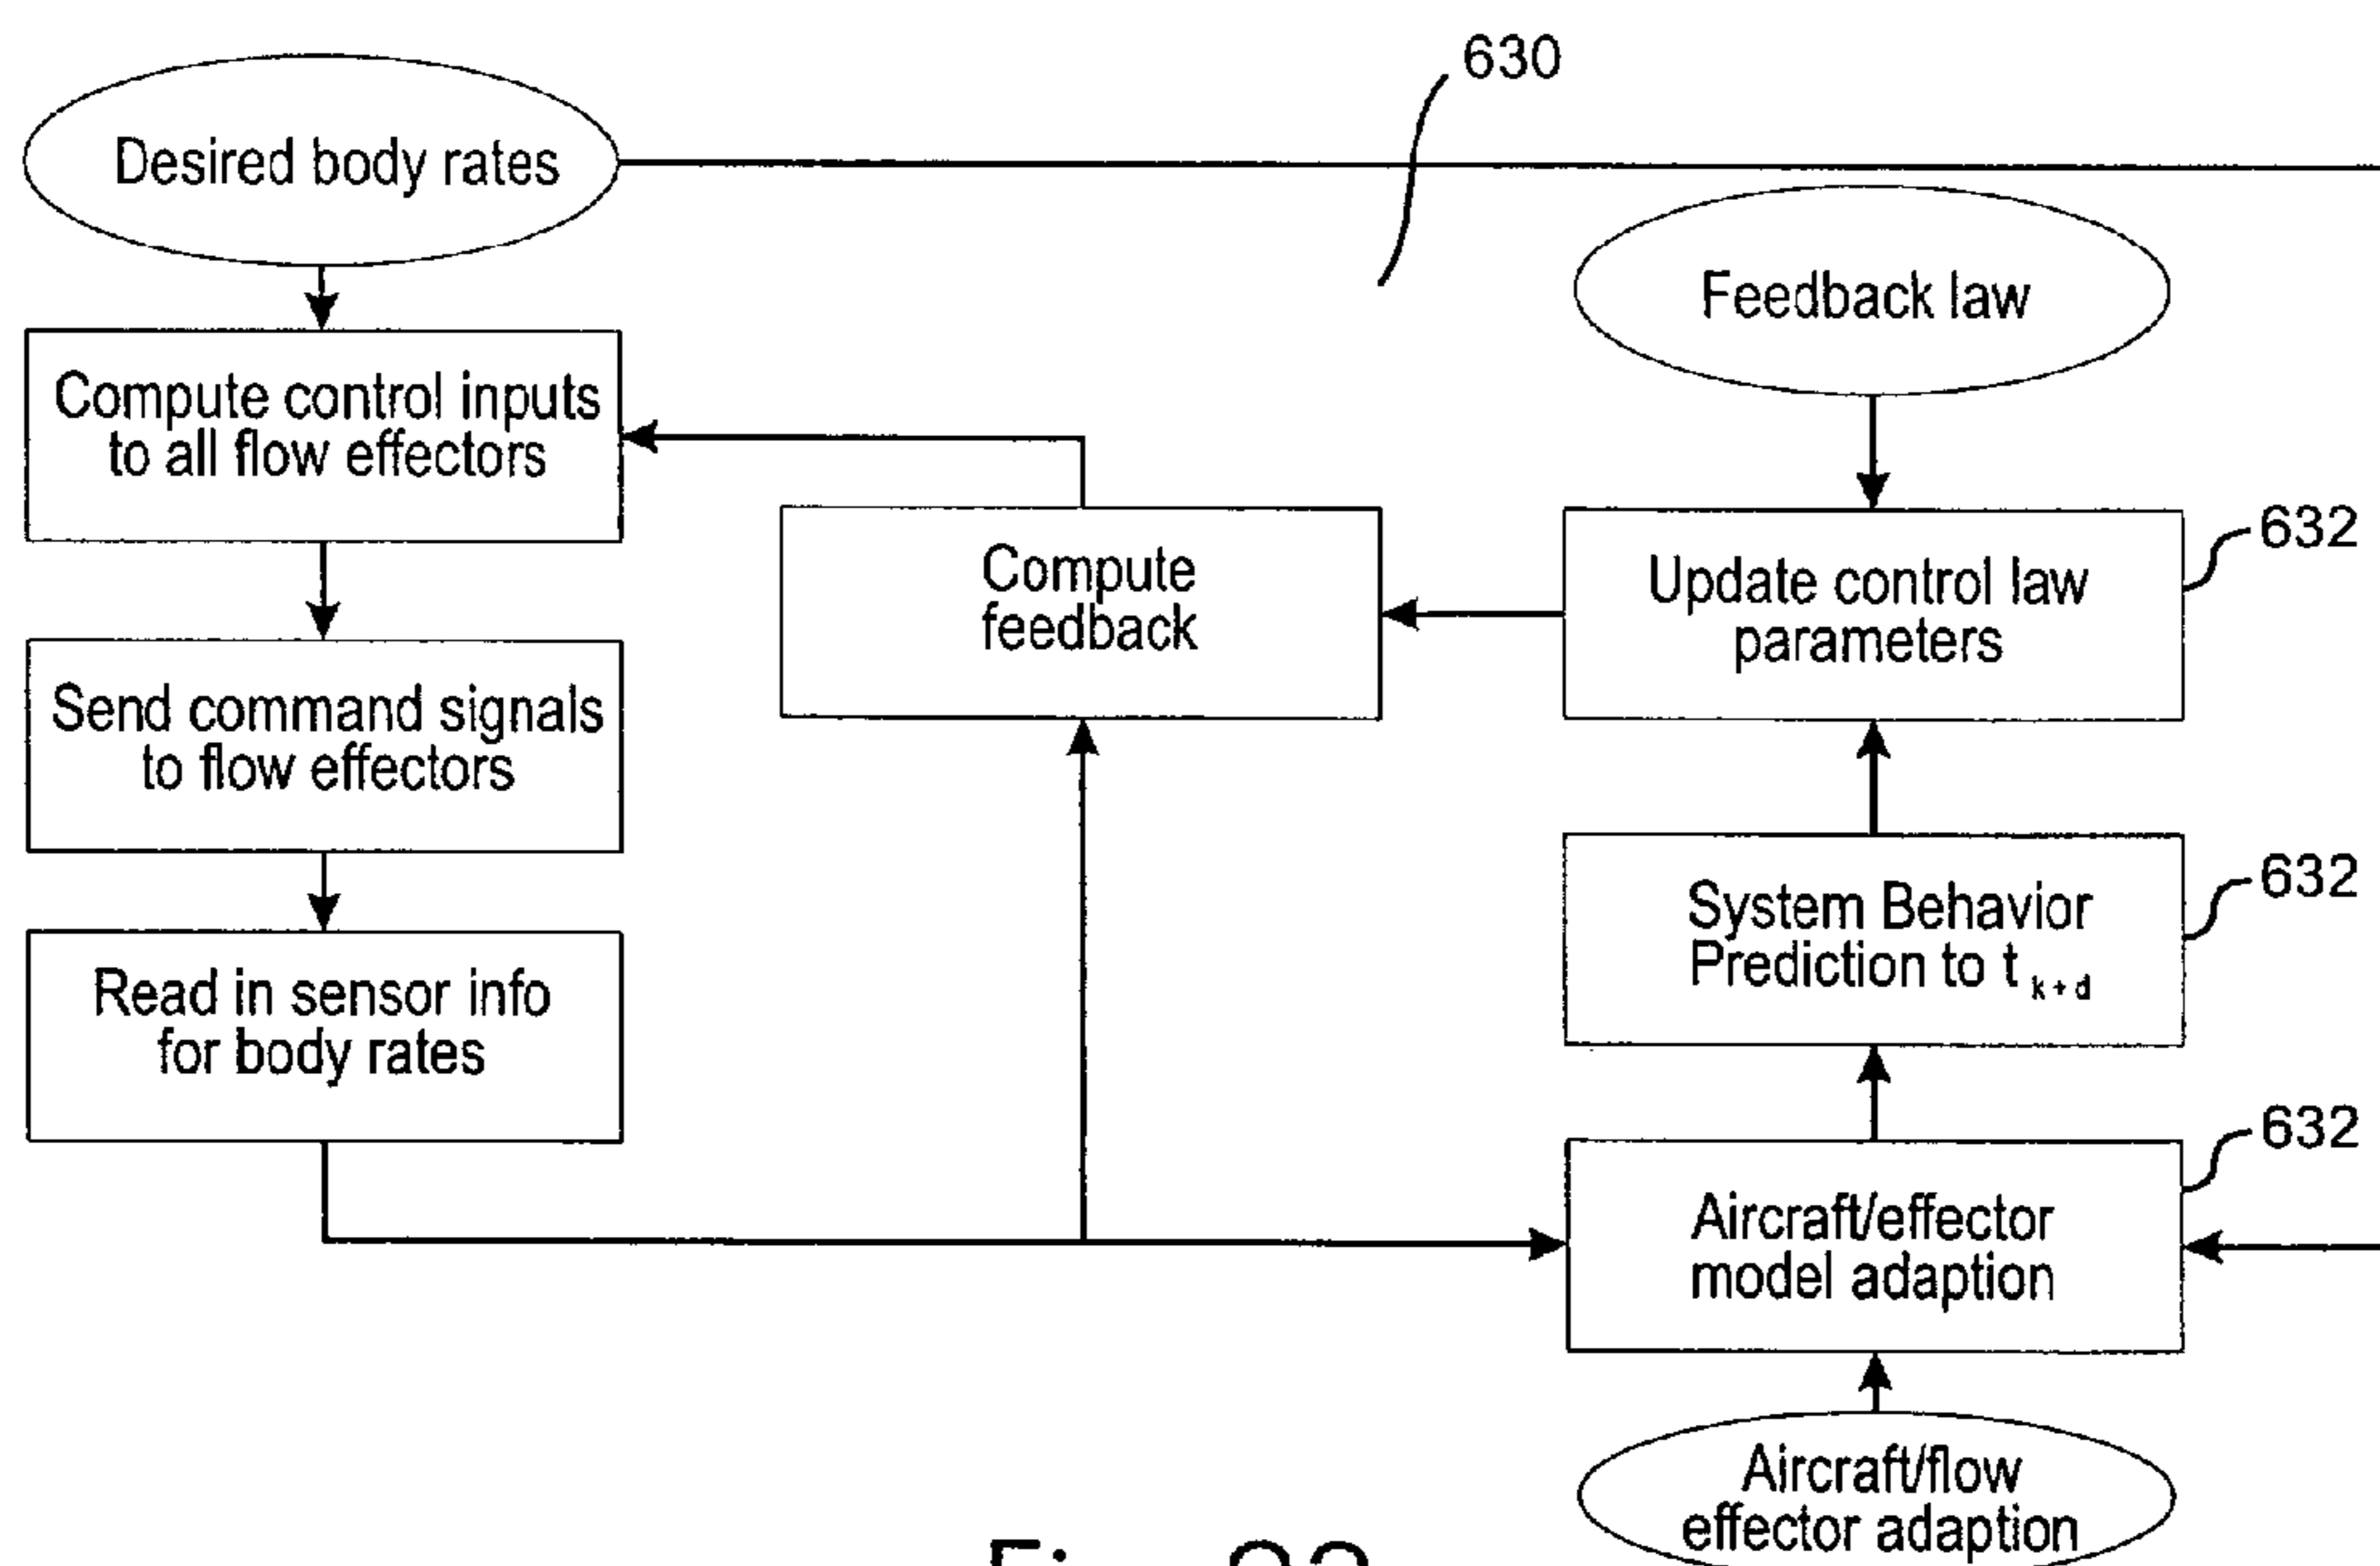 630
Desired body rates
Feedback law
Compute control inputs
to all flow effectors
632
Compute
feedback
Update control law
parameters
Send command signals
to flow effectors
632
System Behavior
Prediction to t k + d
Read in sensor info
for body rates
632
Aircraft/effector
model adaption
Aircraft/flow
effector adaption